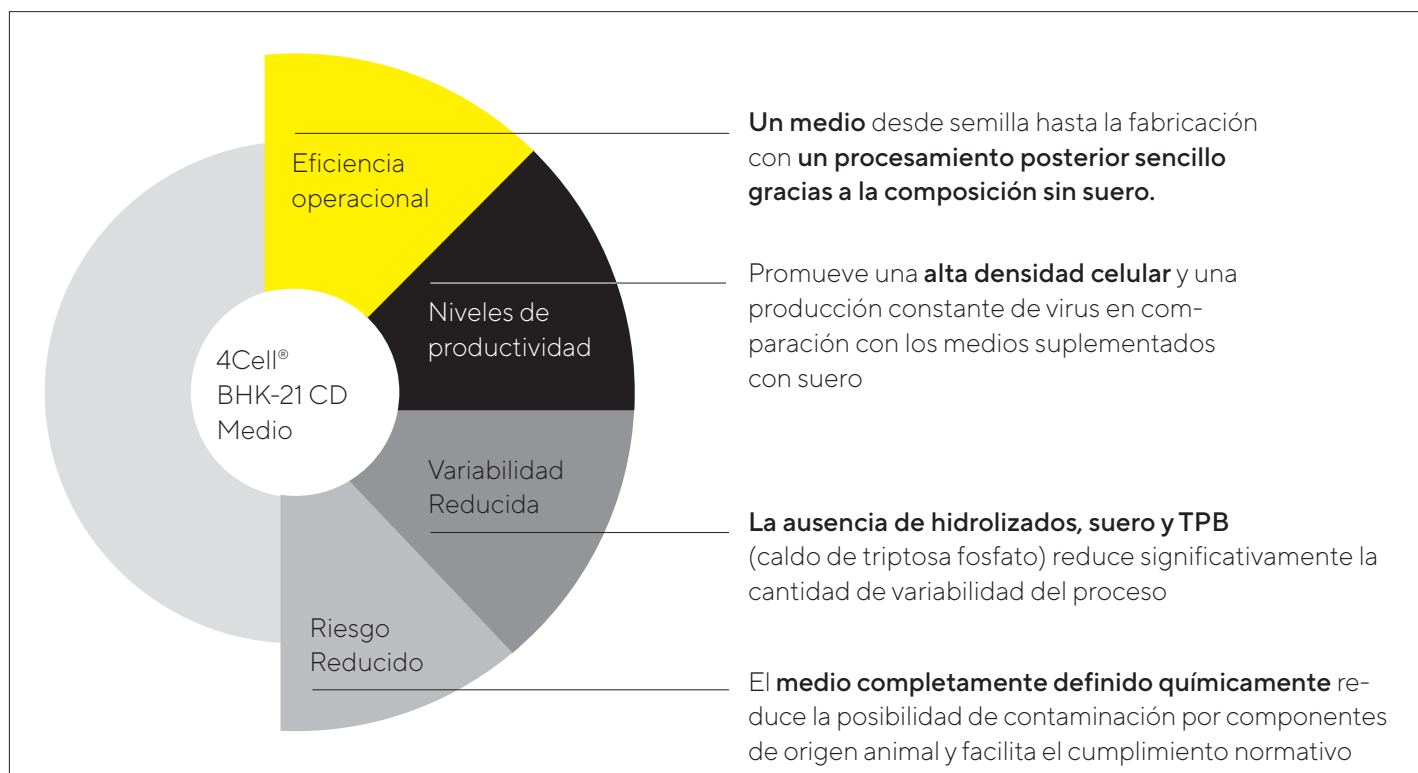 4Cell®
BHK-21 CD
Medio
Eficiencia
operacional
Un medio desde semilla hasta la fabricación
con un procesamiento posterior sencillo
gracias a la composición sin suero.
Niveles de
productividad
Promueve una alta densidad celular y una
producción constante de virus en com-
paración con los medios suplementados
con suero
Variabilidad
Reducida
La ausencia de hidrolizados, suero y TPB
(caldo de triptosa fosfato) reduce significativamente la
cantidad de variabilidad del proceso
Riesgo
Reducido
El medio completamente definido químicamente re-
duce la posibilidad de contaminación por componentes
de origen animal y facilita el cumplimiento normativo